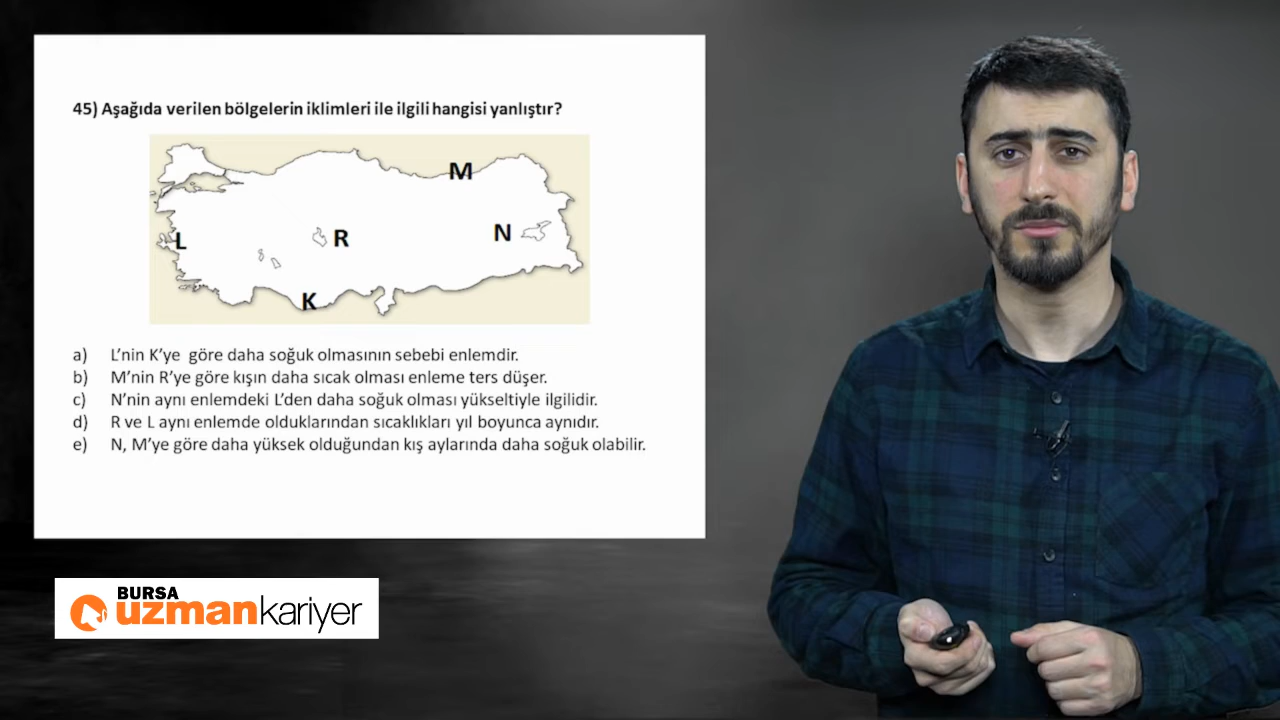 45) Aşağıda verilen bölgelerin iklimleri ile ilgili hangisi yanlıştır?
M
L
R
N
K
a) L'nin K'ye göre daha soğuk olmasının sebebi enlemdir.
b) M'nin R'ye göre kışın daha sıcak olması enleme ters düşer.
c) N'nin aynı enlemdeki L'den daha soğuk olması yükseltiyle ilgilidir.
d) R ve L aynı enlemde olduklarından sıcaklıkları yıl boyunca aynıdır.
e) N, M'ye göre daha yüksek olduğundan kış aylarında daha soğuk olabilir.
BURSA
uzmankariyer